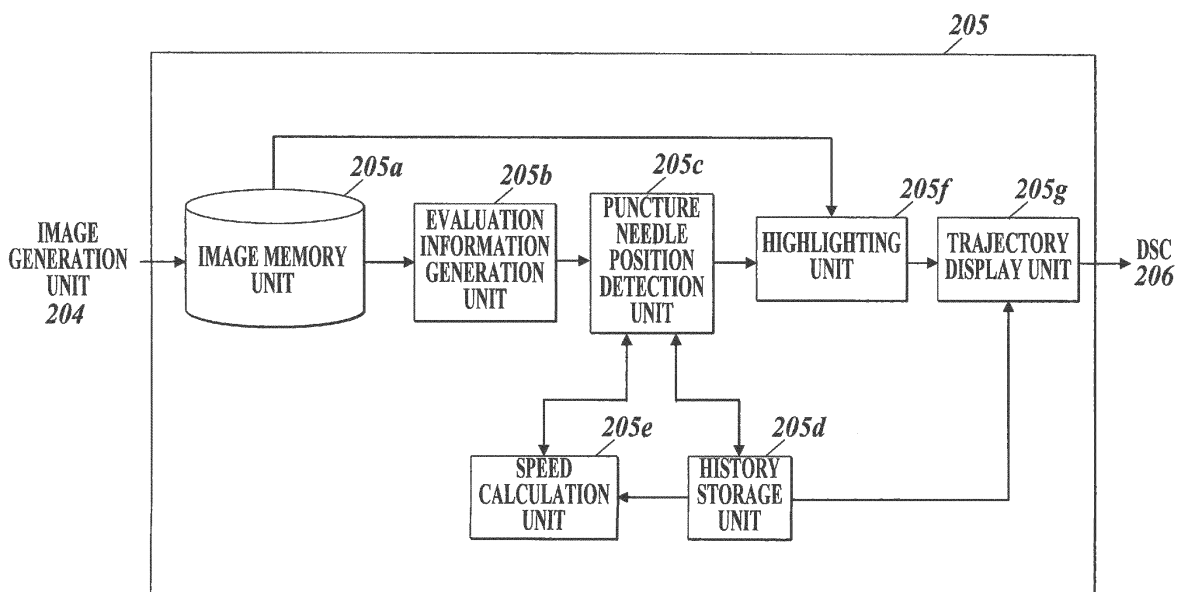 205
205a
205b
205c
205f
205g
IMAGE
GENERATION
UNIT
204
IMAGE MEMORY
UNIT
EVALUATION
INFORMATION
GENERATION
UNIT
PUNCTURE
NEEDLE
POSITION
DETECTION
UNIT
HIGHLIGHTING
UNIT
TRAJECTORY
DISPLAY UNIT
DSC
206
205e
205d
SPEED
CALCULATION
UNIT
HISTORY
STORAGE
UNIT